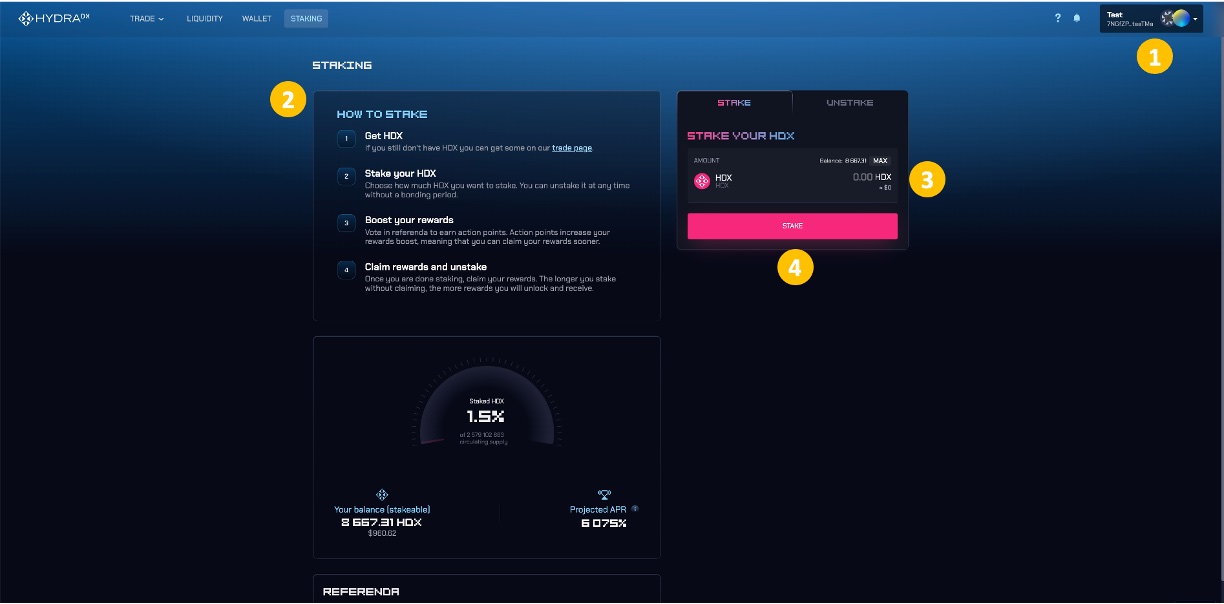 HYDRADX
TRADE
LIQUIDITY
WALLET
STAKING
?
Test
1
STAKING
2
HOW TO STAKE
1
Get HDX
If you still don't have HDX you can get some on our trade page.
2
Stake your HDX
Choose how much HDX you want to stake. You can unstake it at any time
without a bonding period.
3
Boost your rewards
Vote in referenda to earn action points. Action points increase your
rewards boost, meaning that you can claim your rewards sooner.
4
Claim rewards and unstake
Once you are done staking, claim your rewards. The longer you stake
without claiming, the more rewards you will unlock and receive.
STAKE
UNSTAKE
STAKE YOUR HDX
AMOUNT
Balance: 8 667.31 MAX
HDX
HDX
0.00 HDX
≈ $0
3
STAKE
4
Staked HDX
1.5%
of 2 579 102 653
circulating supply
Your balance (stakeable)
8 667.31 HDX
$960.62
Projected APR
6 075%
REFERENDA